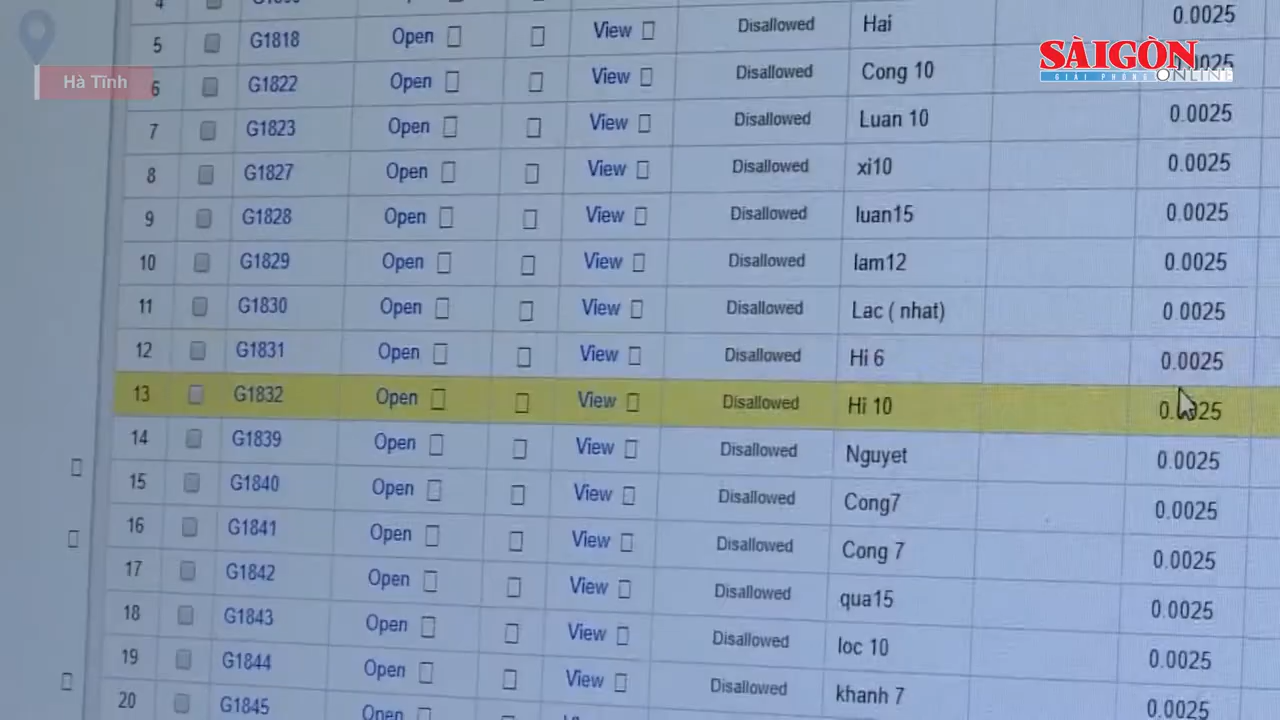 Hà Tĩnh
SÀIGÒN
GIẢI PHÓNG ONLINE
4
5 G1818 Open View Disallowed Hai 0.0025
6 G1822 Open View Disallowed Cong 10
7 G1823 Open View Disallowed Luan 10 0.0025
8 G1827 Open View Disallowed xi10 0.0025
9 G1828 Open View Disallowed luan15 0.0025
10 G1829 Open View Disallowed lam12 0.0025
11 G1830 Open View Disallowed Lac ( nhat) 0.0025
12 G1831 Open View Disallowed Hi 6 0.0025
13 G1832 Open View Disallowed Hi 10 0.0025
14 G1839 Open View Disallowed Nguyet 0.0025
15 G1840 Open View Disallowed Cong7 0.0025
16 G1841 Open View Disallowed Cong 7 0.0025
17 G1842 Open View Disallowed qua15 0.0025
18 G1843 Open View Disallowed loc 10 0.0025
19 G1844 Open View Disallowed khanh 7 0.0025
20 G1845 Open